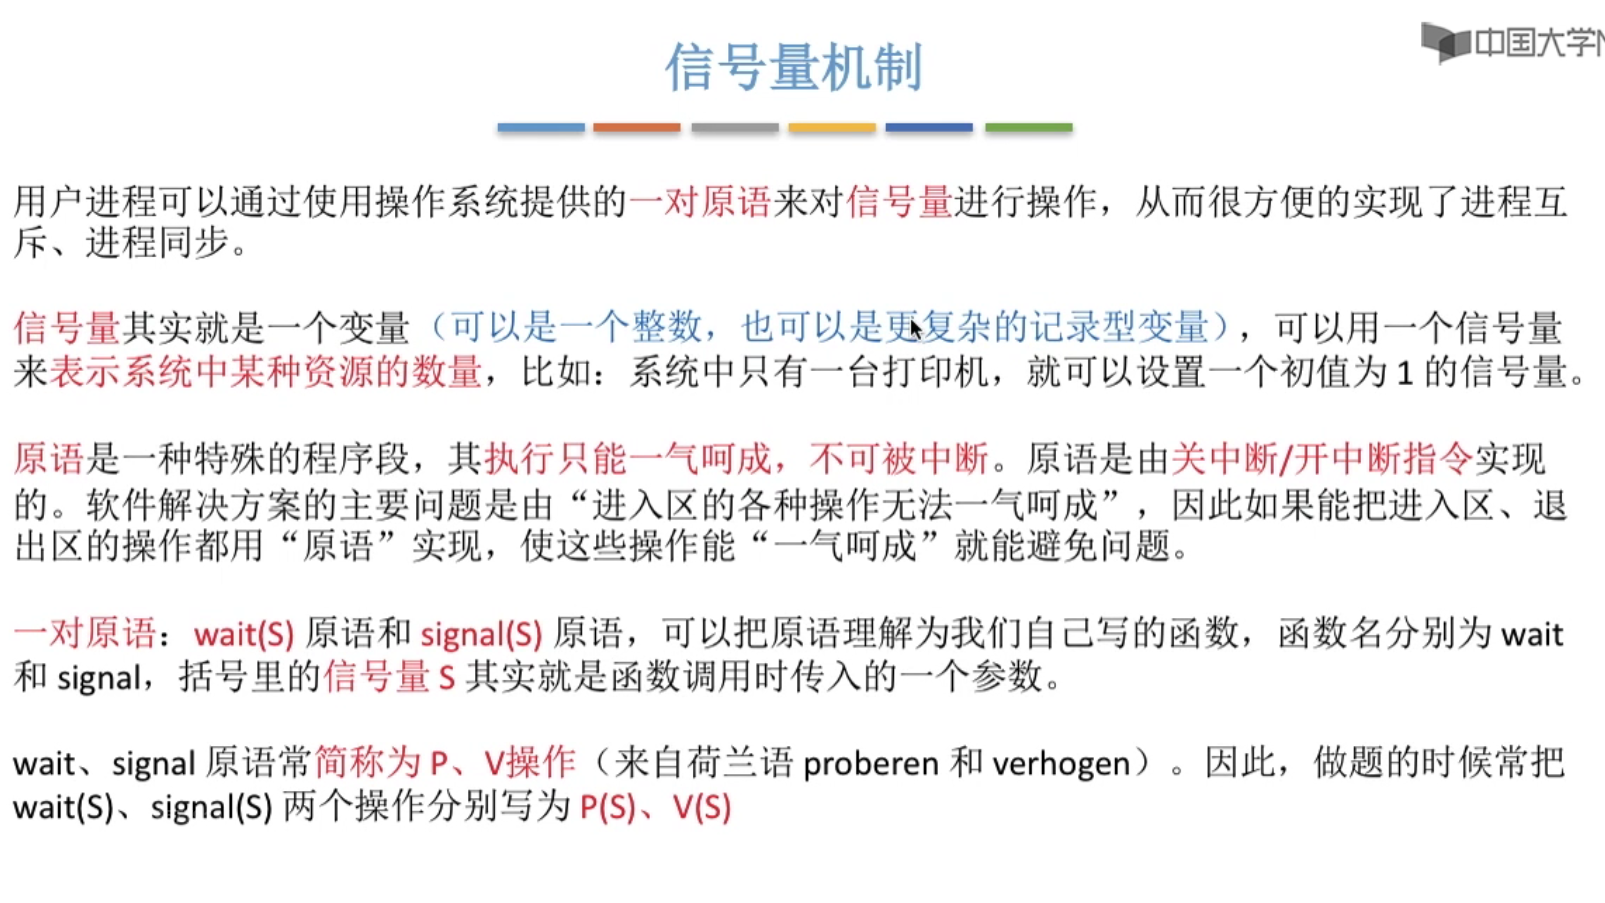 中国大学
信号量机制
用户进程可以通过使用操作系统提供的一对原语来对信号量进行操作，从而很方便的实现了进程互
斥、进程同步。
信号量其实就是一个变量（可以是一个整数，也可以是更复杂的记录型变量），可以用一个信号量
来表示系统中某种资源的数量，比如：系统中只有一台打印机，就可以设置一个初值为 1 的信号量。
原语是一种特殊的程序段，其执行只能一气呵成，不可被中断。原语是由关中断/开中断指令实现
的。软件解决方案的主要问题是由“进入区的各种操作无法一气呵成”，因此如果能把进入区、退
出区的操作都用“原语”实现，使这些操作能“一气呵成”就能避免问题。
一对原语：wait(S) 原语和 signal(S) 原语，可以把原语理解为我们自己写的函数，函数名分别为 wait
和 signal，括号里的信号量 S 其实就是函数调用时传入的一个参数。
wait、signal 原语常简称为 P、V操作（来自荷兰语 proberen 和 verhogen）。因此，做题的时候常把
wait(S)、signal(S) 两个操作分别写为 P(S)、V(S)